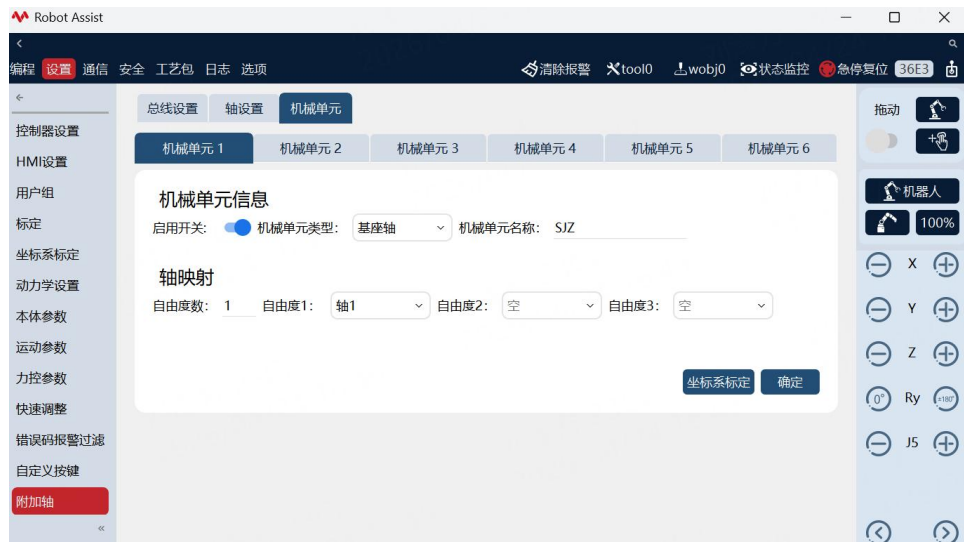 Robot Assist
编程 设置 通信 安全 工艺包 日志 选项 清除报警 tool0 wobj0 状态监控 急停复位 36E3
总线设置 轴设置 机械单元 拖动
控制器设置
机械单元 1 机械单元 2 机械单元 3 机械单元 4 机械单元 5 机械单元 6
HMI设置
用户组 机械单元信息 机器人
标定 启用开关: 机械单元类型: 基座轴 机械单元名称: SJZ 100%
坐标系标定 X
动力学设置 轴映射
本体参数 自由度数: 1 自由度1: 轴1 自由度2: 空 自由度3: 空 Y
运动参数 Z
力控参数 坐标系标定 确定
快速调整 0° Ry ±180°
错误码报警过滤 J5
自定义按键
附加轴